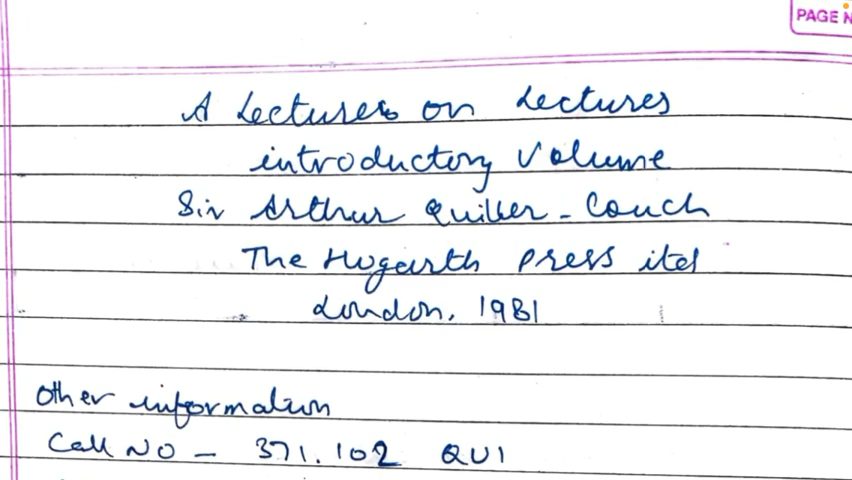 PAGE N
A Lectures on Lectures
introductory Volume
Sir Arthur Quiller - Couch
The Hogarth press itd
London, 1981
Other information
Call NO - 371.102 QUI